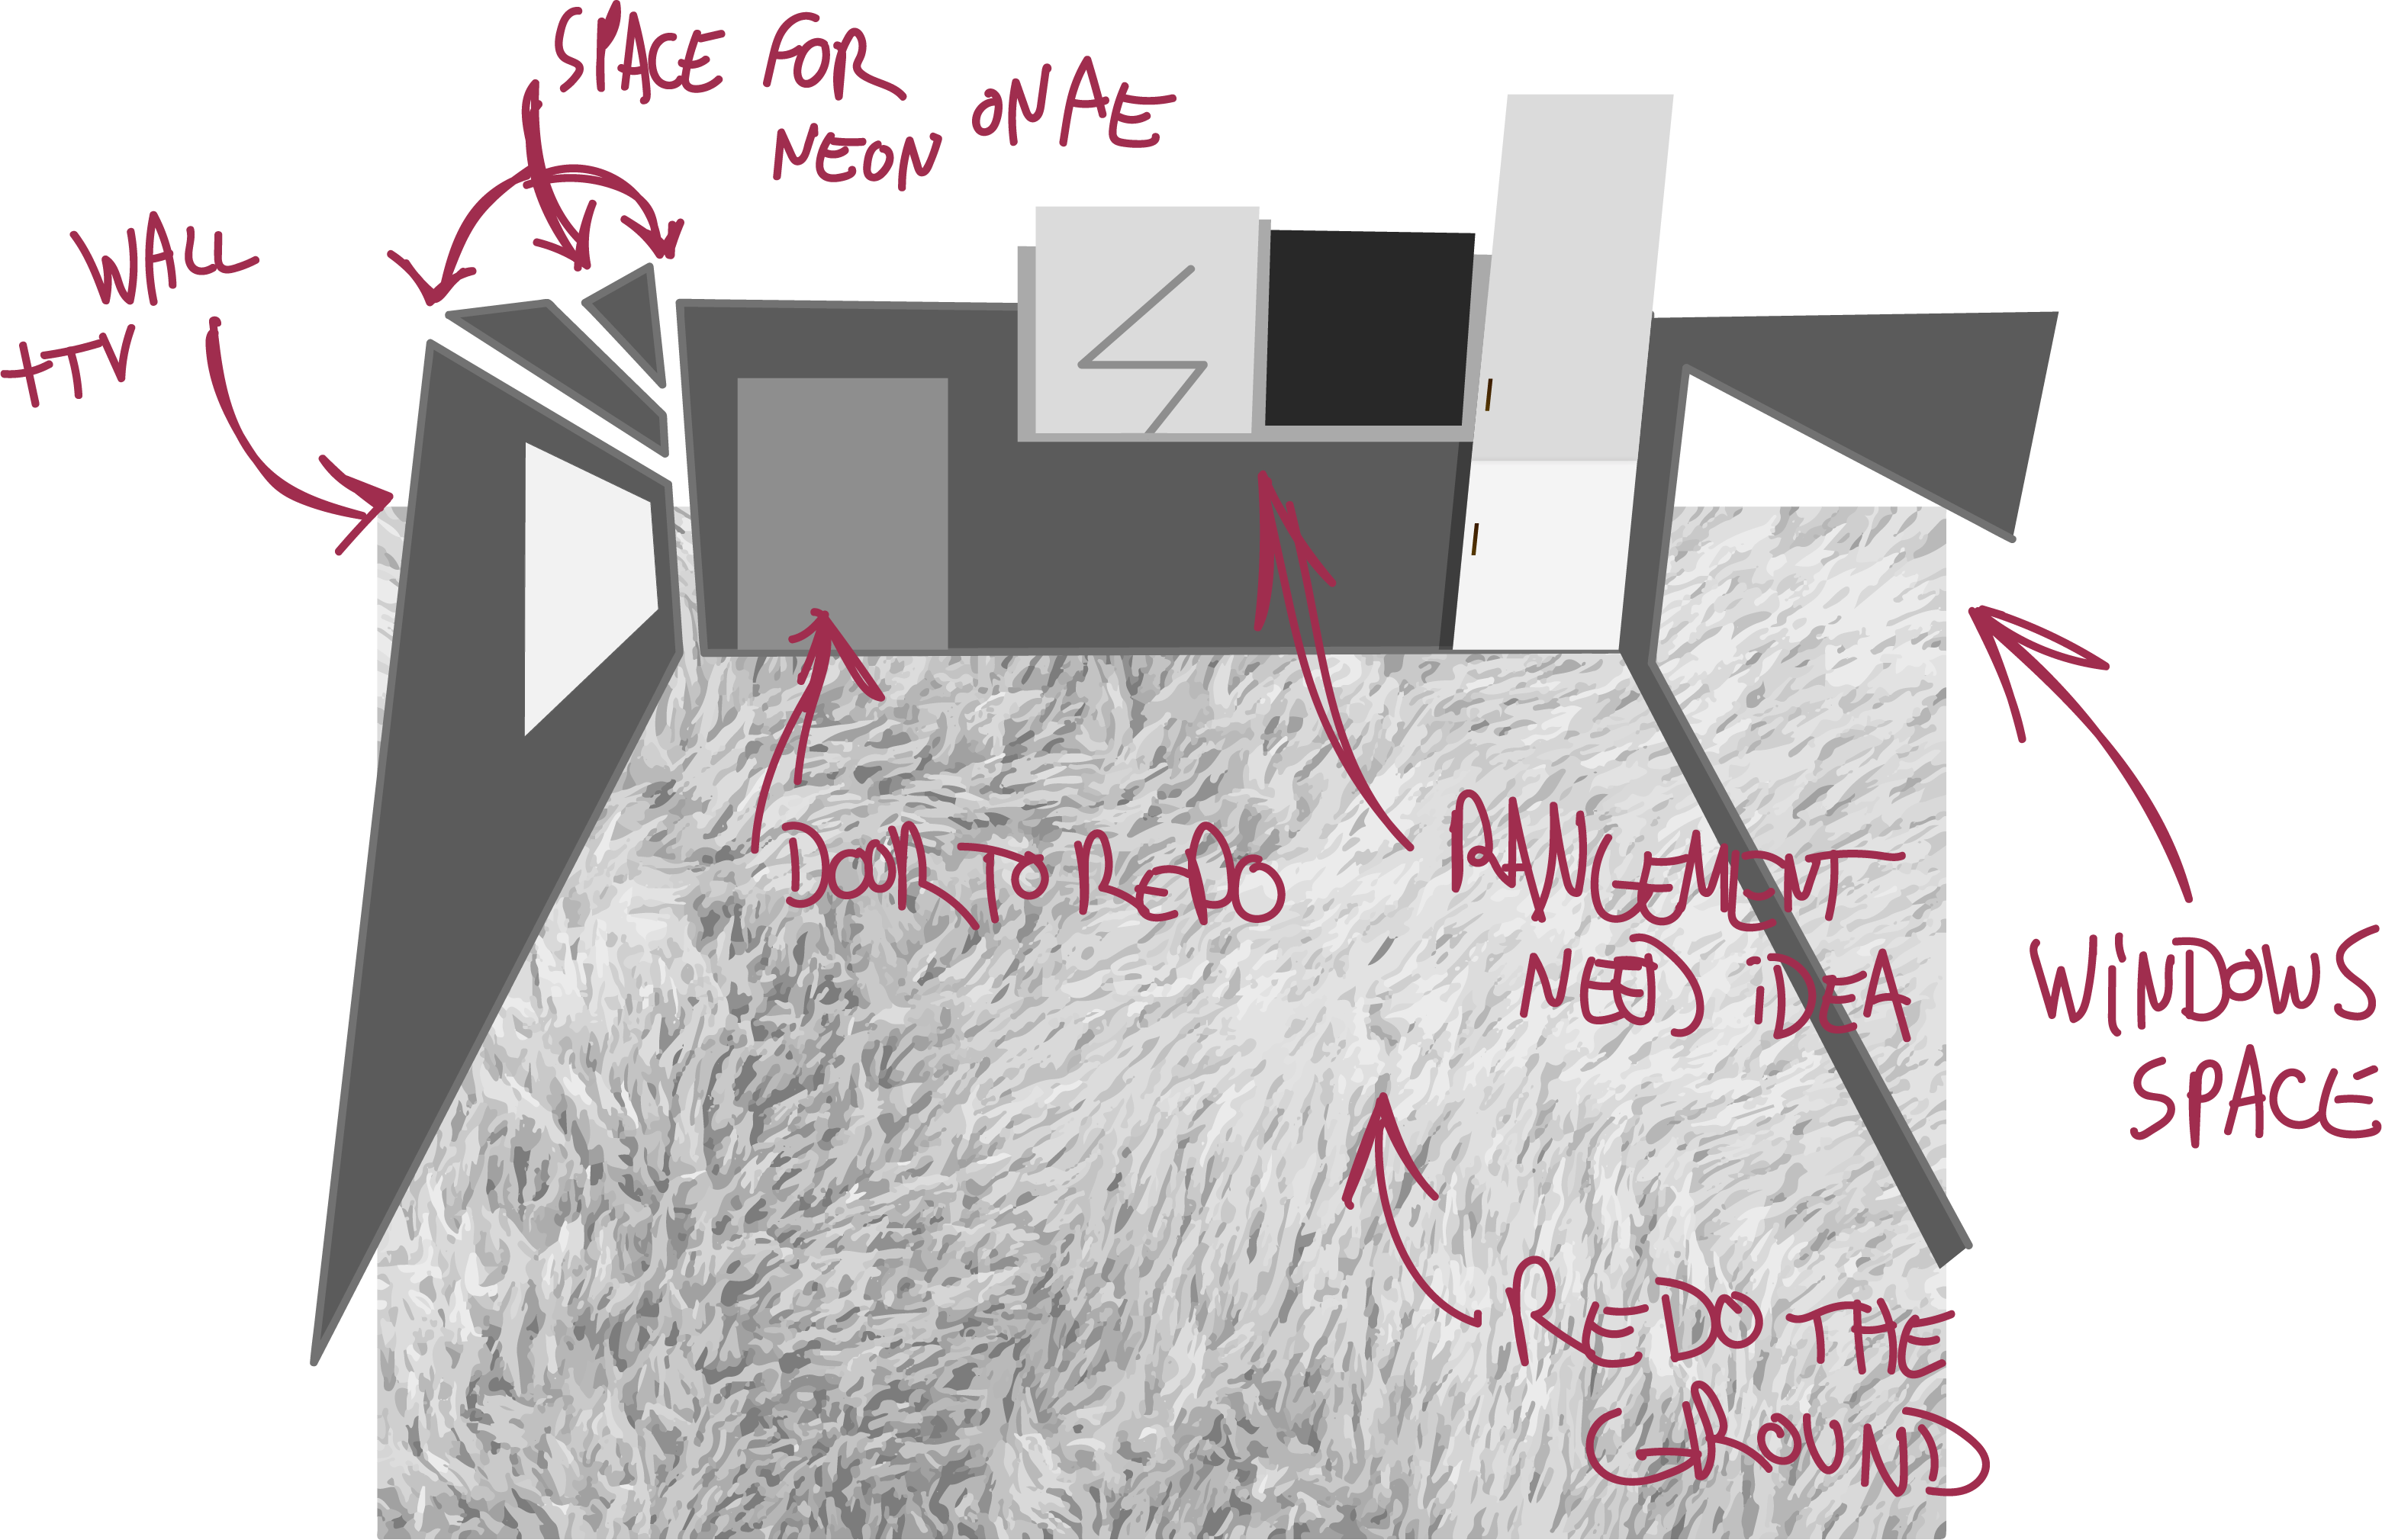 SPACE FOR
NEON ONAE
WALL
+TV
DOOR TO REDO
RANGEMENT
NEED IDEA
WINDOWS
SPACE
REDO THE
GROUND